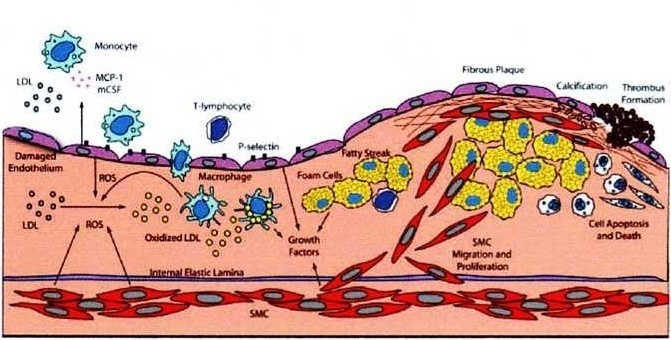 Monocyte
LDL
MCP-1
mCSF
T-lymphocyte
P-selectin
Fibrous Plaque
Calcification
Thrombus
Formation
Damaged
Endothelium
ROS
Macrophage
Fatty Streak
Foam Cells
LDL
ROS
Oxidized LDL
Growth
Factors
SMC
Migration and
Proliferation
Cell Apoptosis
and Death
Internal Elastic Lamina
SMC